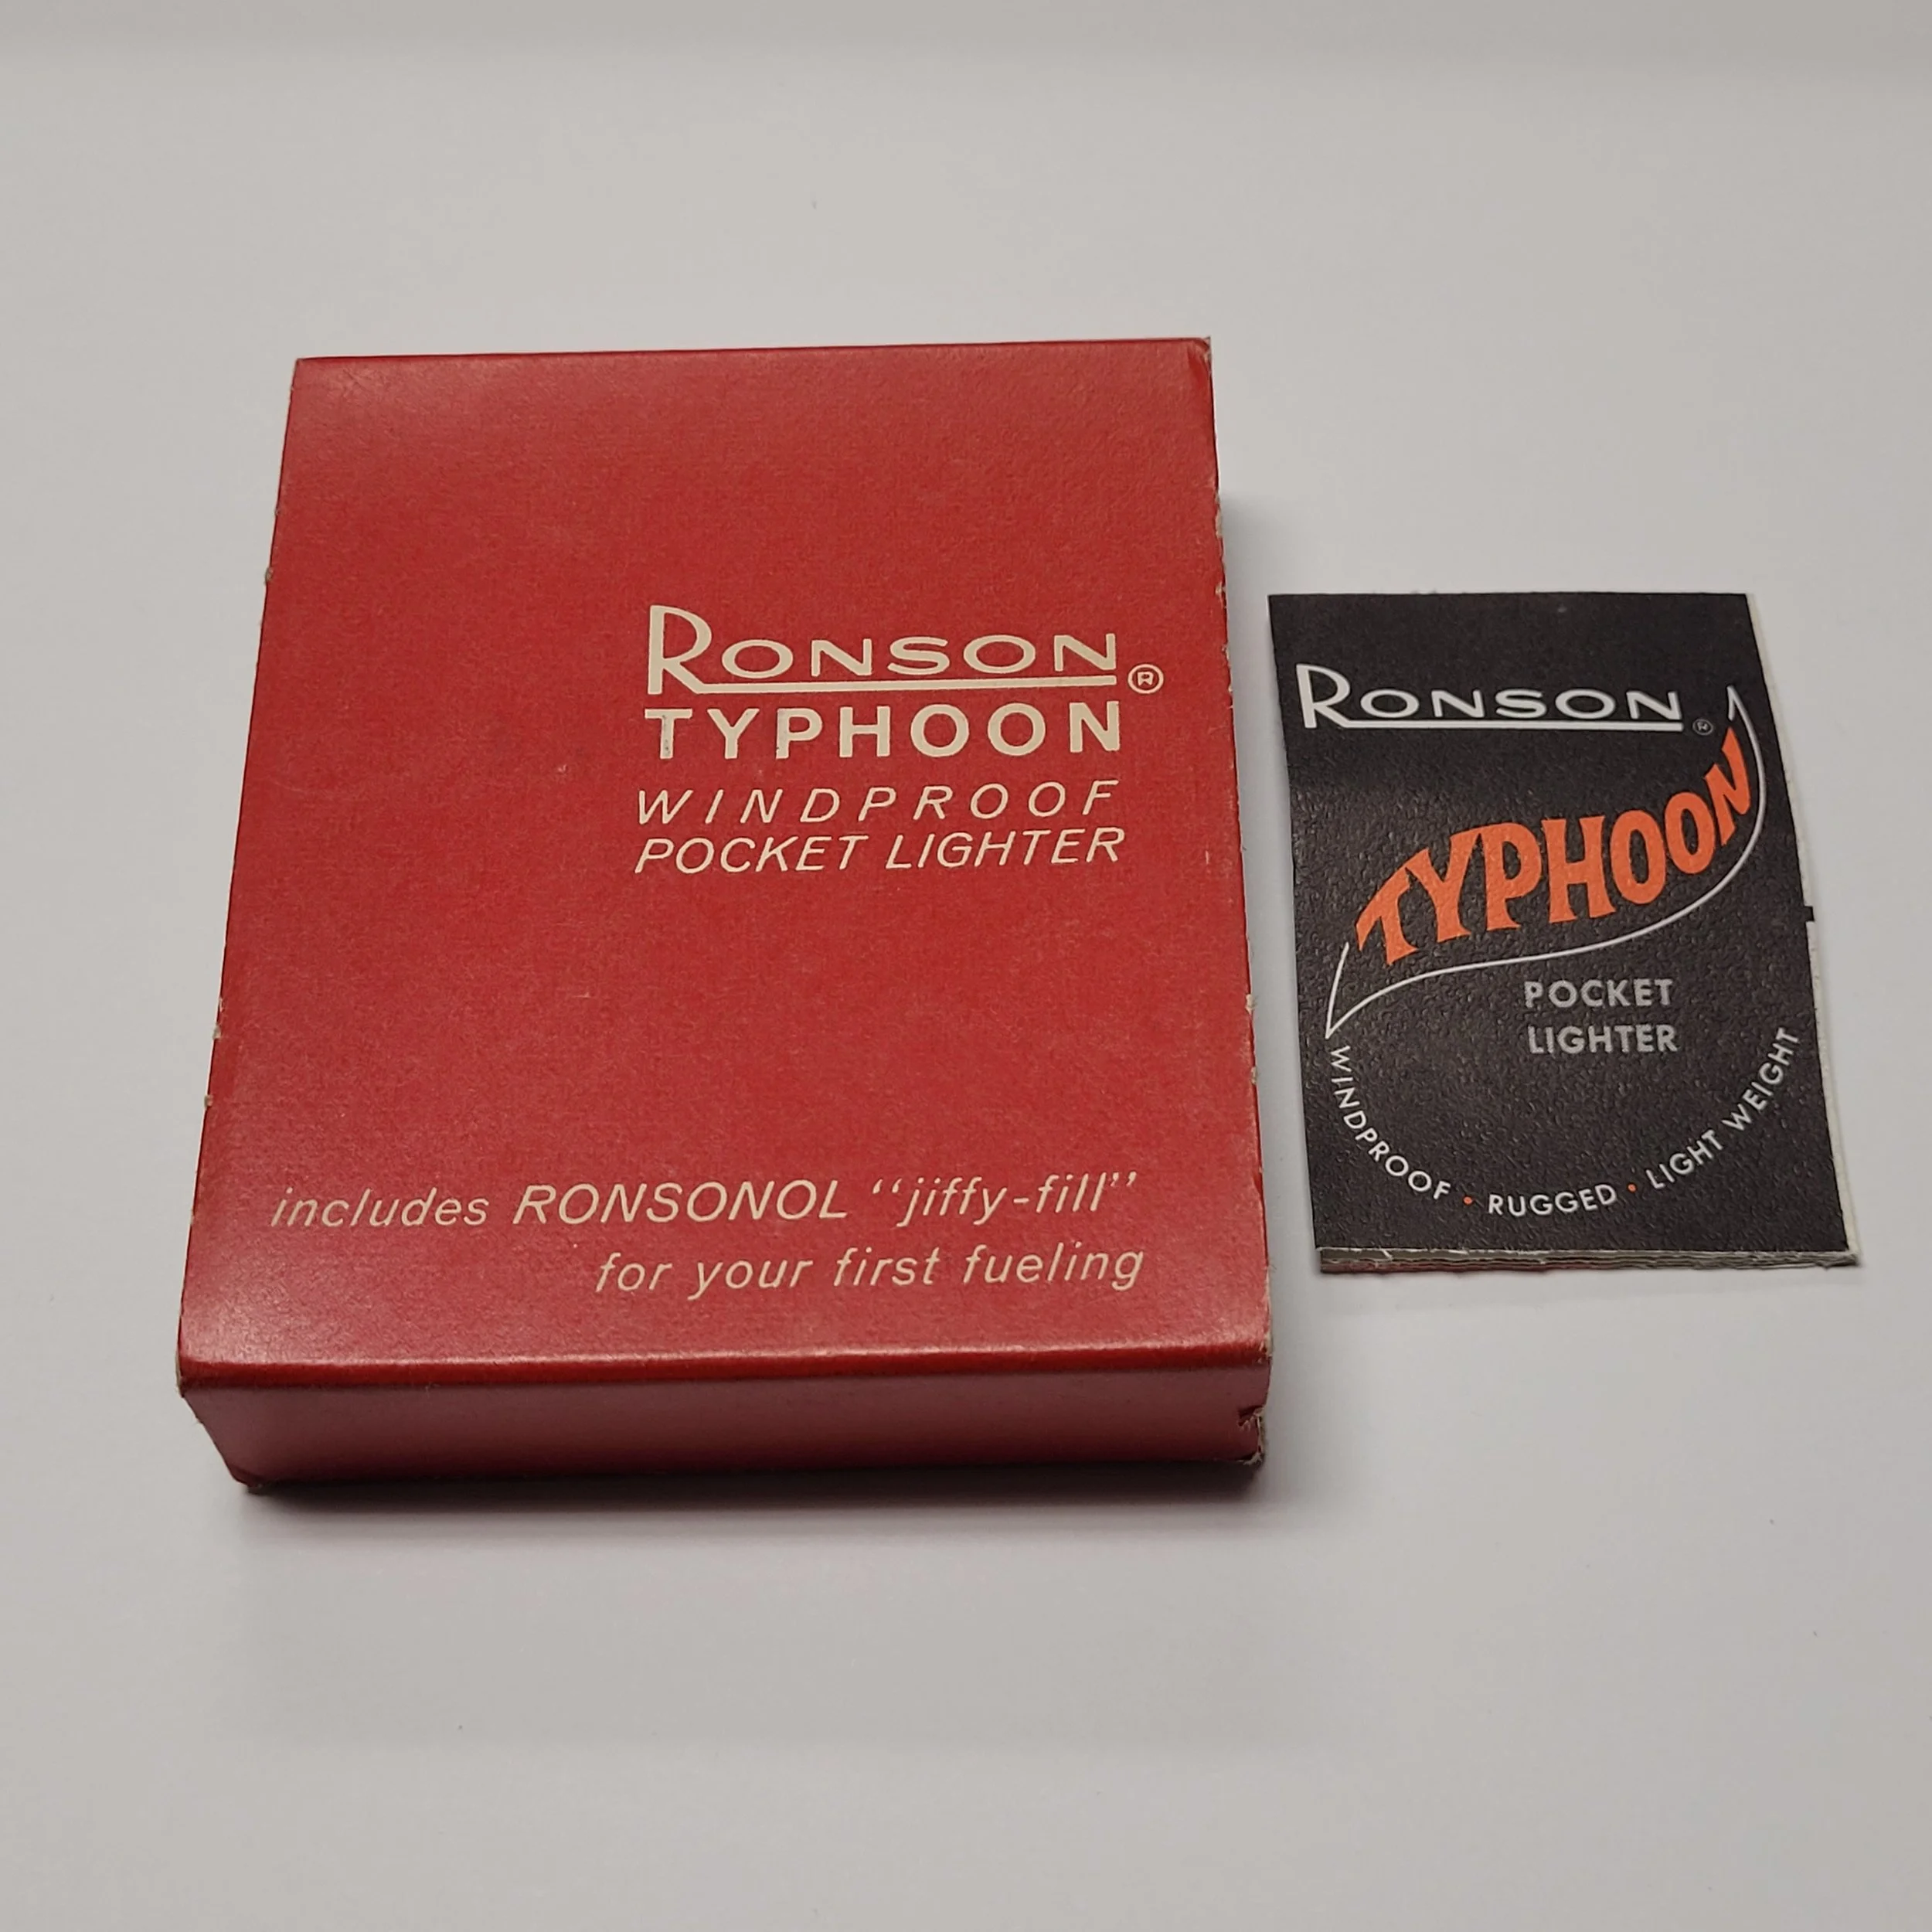 RONSON®
TYPHOON
WINDPROOF
POCKET LIGHTER
includes RONSONOL “jiffy-fill”
for your first fueling
RONSON®
TYPHOON
POCKET
LIGHTER
WINDPROOF • RUGGED • LIGHT WEIGHT